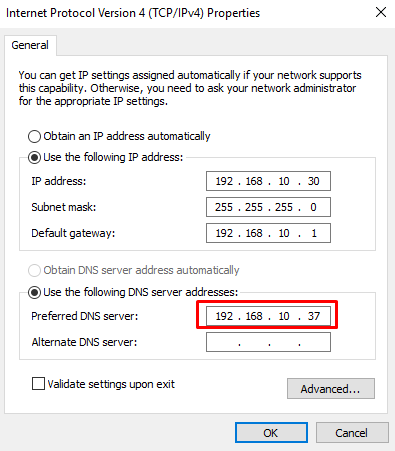 Internet Protocol Version 4 (TCP/IPv4) Properties
General
You can get IP settings assigned automatically if your network supports
this capability. Otherwise, you need to ask your network administrator
for the appropriate IP settings.
Obtain an IP address automatically
Use the following IP address:
IP address: 192 . 168 . 10 . 30
Subnet mask: 255 . 255 . 255 . 0
Default gateway: 192 . 168 . 10 . 1
Obtain DNS server address automatically
Use the following DNS server addresses:
Preferred DNS server: 192 . 168 . 10 . 37
Alternate DNS server: . . .
Validate settings upon exit
Advanced...
OK Cancel